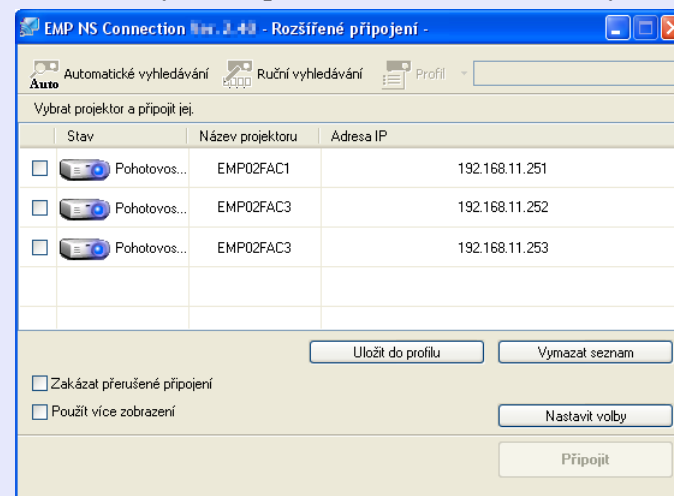 EMP NS Connection - Rozšířené připojení -
Auto Automatické vyhledávání Ruční vyhledávání Profil
Vybrat projektor a připojit jej.
Stav Název projektoru Adresa IP
Pohotovos... EMP02FAC1 192.168.11.251
Pohotovos... EMP02FAC3 192.168.11.252
Pohotovos... EMP02FAC3 192.168.11.253
Uložit do profilu Vymazat seznam
Zakázat přerušené připojení
Použít více zobrazení Nastavit volby
Připojit